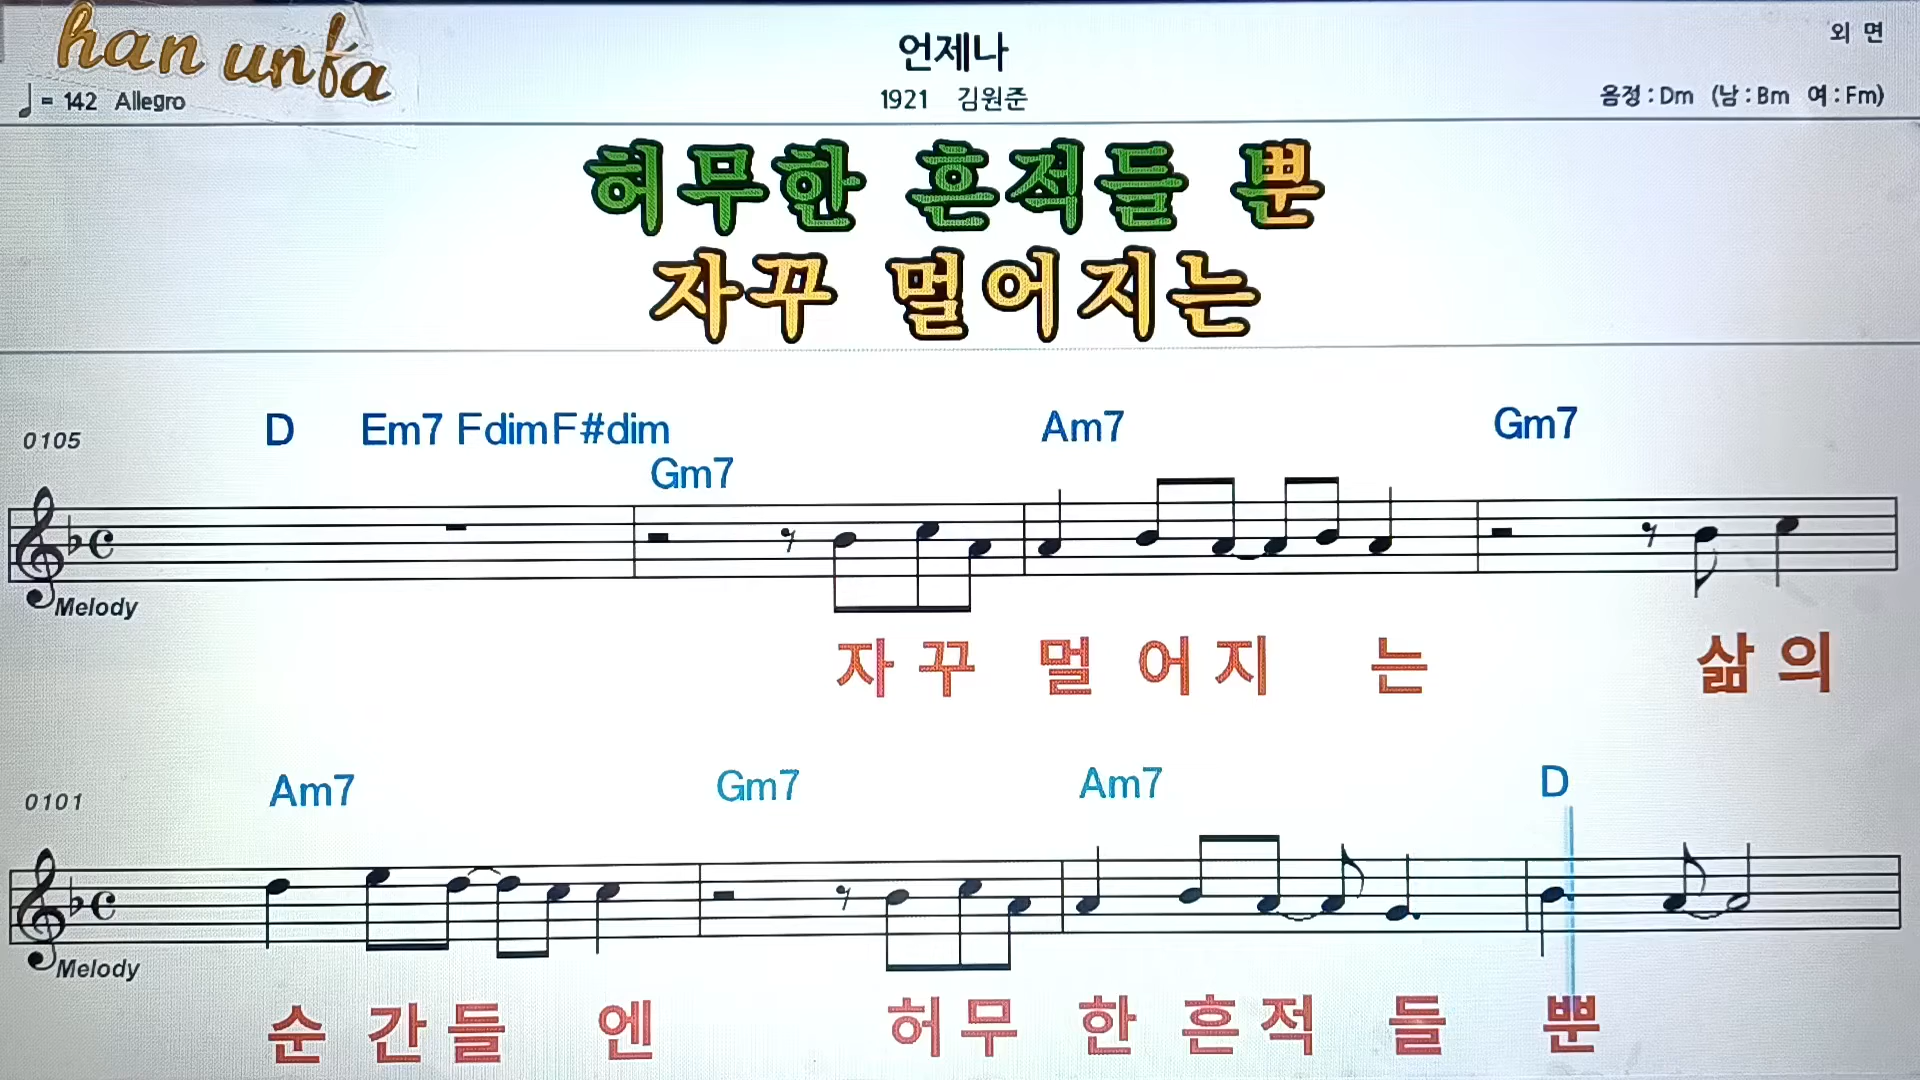 han unfa
언제나
외 면
♩ = 142 Allegro
1921 김원준
음정 : Dm (남 : Bm 여 : Fm)
허무한 흔적들 뿐
자꾸 멀어지는
0105 D Em7 Fdim F#dim Am7 Gm7
Gm7
Melody
자 꾸 멀 어 지 는 삶 의
0101 Am7 Gm7 Am7 D
Melody
순 간 들 엔 허 무 한 흔 적 들 뿐